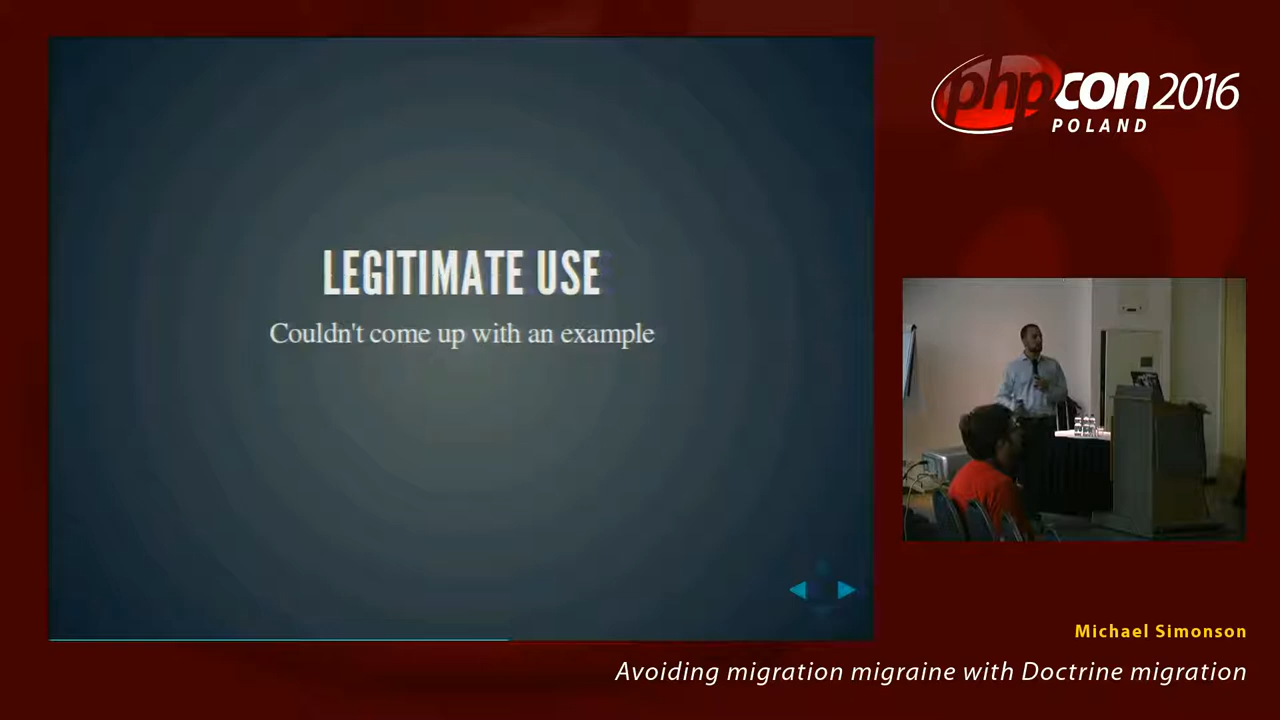 LEGITIMATE USE
Couldn't come up with an example
phpcon 2016
POLAND
Michael Simonson
Avoiding migration migraine with Doctrine migration